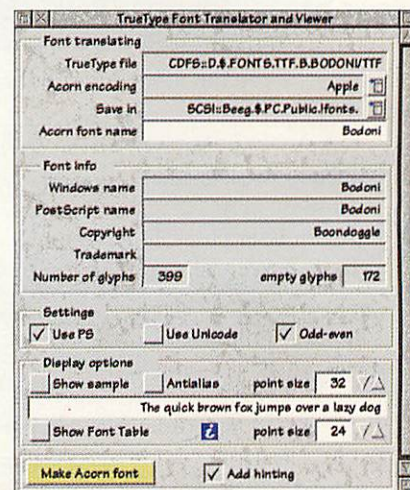 TrueType Font Translator and Viewer
Font translating
TrueType file CDFS::D.$.FONTS.TTF.B.BODONI/TTF
Acorn encoding Apple
Save in SCSI::Beeg.$.PC.Public.!fonts.
Acorn font name Bodoni
Font info
Windows name Bodoni
PostScript name Bodoni
Copyright Boondoggle
Trademark
Number of glyphs 399 empty glyphs 172
Settings
Use PS Use Unicode Odd-even
Display options
Show sample Antialias point size 32
The quick brown fox jumps over a lazy dog
Show Font Table i point size 24
Make Acorn font Add hinting